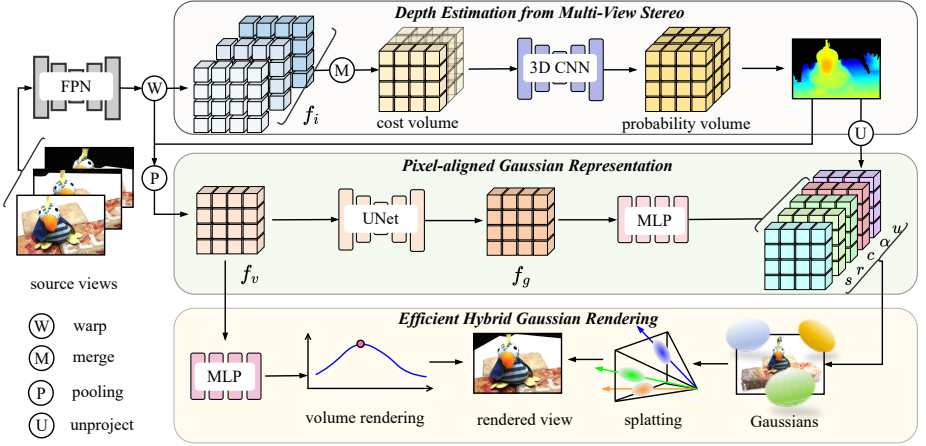 Depth Estimation from Multi-View Stereo
FPN
W
f_i
M
cost volume
3D CNN
probability volume
U
P
source views
Pixel-aligned Gaussian Representation
f_v
UNet
f_g
MLP
s r c α u
Efficient Hybrid Gaussian Rendering
MLP
volume rendering
rendered view
splatting
Gaussians
W warp
M merge
P pooling
U unproject